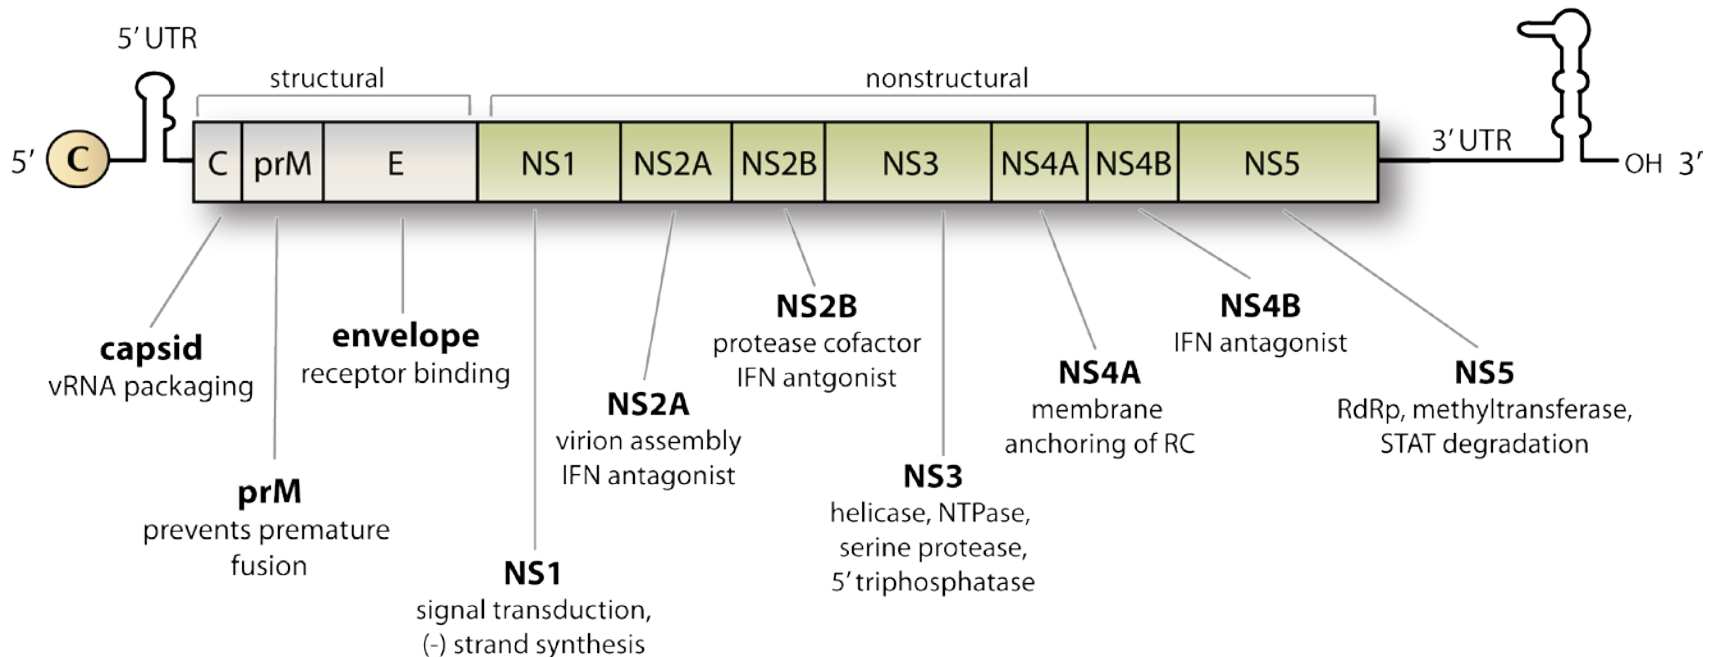 5′ UTR
structural
nonstructural
5′ C C prM E NS1 NS2A NS2B NS3 NS4A NS4B NS5 3′ UTR OH 3′
capsid
vRNA packaging
prM
prevents premature
fusion
envelope
receptor binding
NS1
signal transduction,
(-) strand synthesis
NS2A
virion assembly
IFN antagonist
NS2B
protease cofactor
IFN antgonist
NS3
helicase, NTPase,
serine protease,
5′ triphosphatase
NS4A
membrane
anchoring of RC
NS4B
IFN antagonist
NS5
RdRp, methyltransferase,
STAT degradation